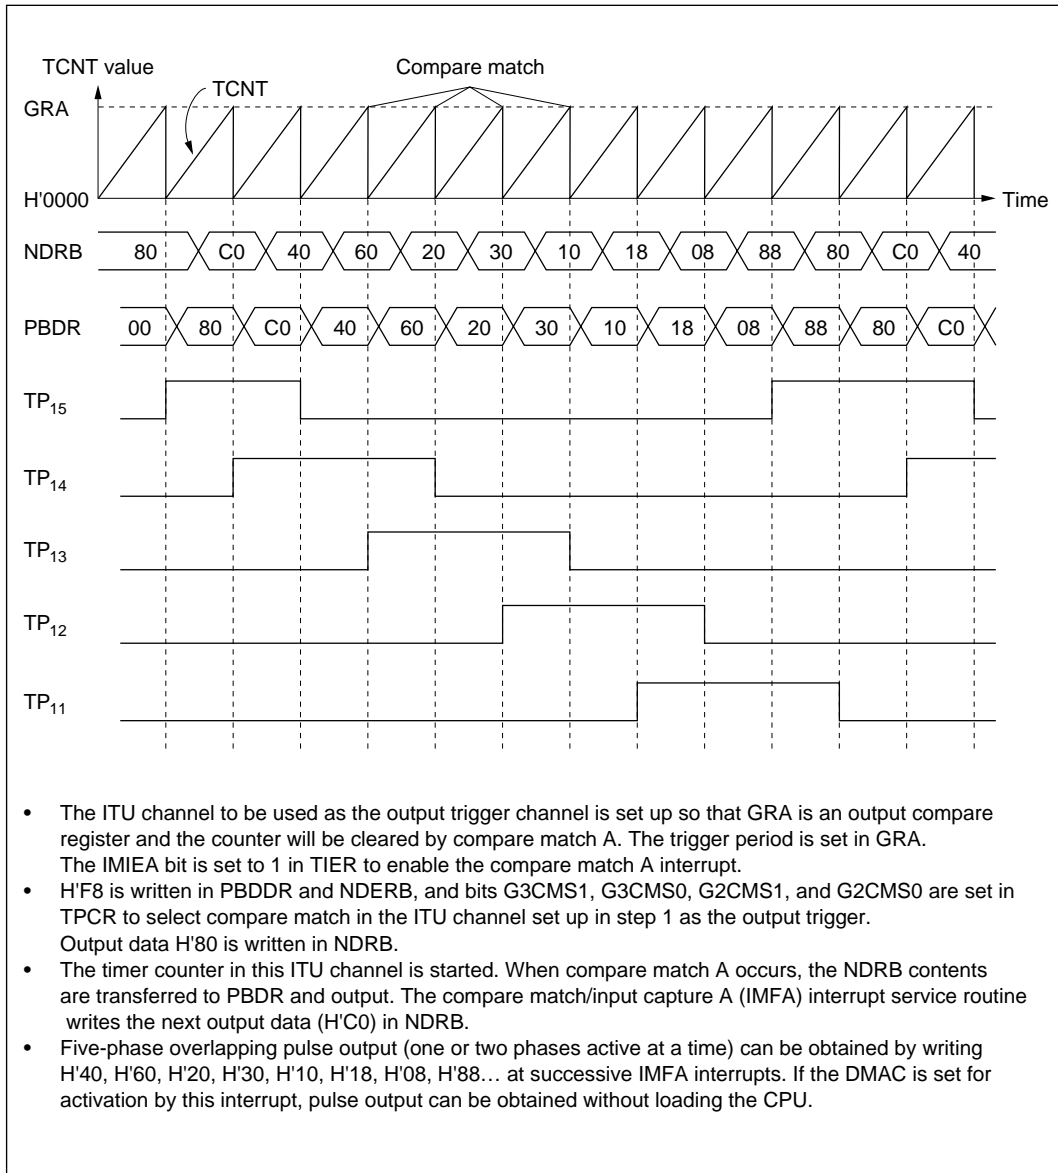 TCNT value Compare match
TCNT
GRA
H'0000 Time
NDRB 80 C0 40 60 20 30 10 18 08 88 80 C0 40
PBDR 00 80 C0 40 60 20 30 10 18 08 88 80 C0
TP15
TP14
TP13
TP12
TP11
• The ITU channel to be used as the output trigger channel is set up so that GRA is an output compare
register and the counter will be cleared by compare match A. The trigger period is set in GRA.
The IMIEA bit is set to 1 in TIER to enable the compare match A interrupt.
• H'F8 is written in PBDDR and NDERB, and bits G3CMS1, G3CMS0, G2CMS1, and G2CMS0 are set in
TPCR to select compare match in the ITU channel set up in step 1 as the output trigger.
Output data H'80 is written in NDRB.
• The timer counter in this ITU channel is started. When compare match A occurs, the NDRB contents
are transferred to PBDR and output. The compare match/input capture A (IMFA) interrupt service routine
writes the next output data (H'C0) in NDRB.
• Five-phase overlapping pulse output (one or two phases active at a time) can be obtained by writing
H'40, H'60, H'20, H'30, H'10, H'18, H'08, H'88… at successive IMFA interrupts. If the DMAC is set for
activation by this interrupt, pulse output can be obtained without loading the CPU.